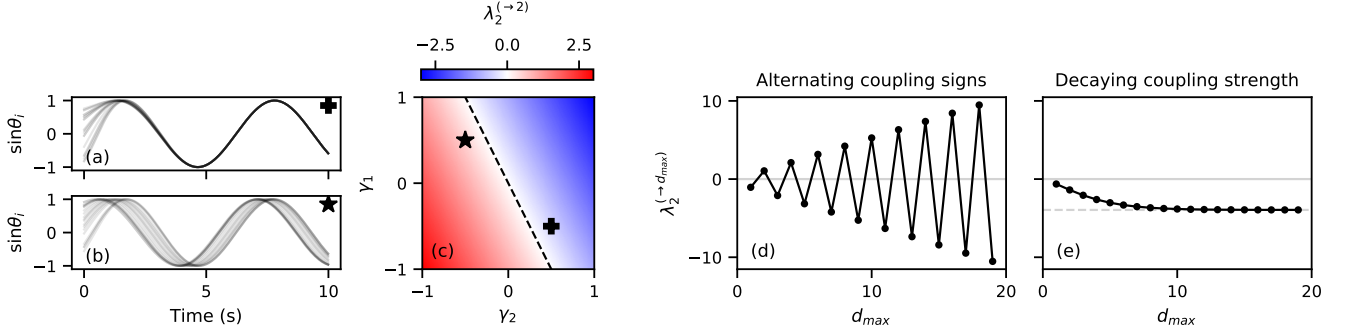 λ₂^(→2)
−2.5 0.0 2.5
1
0
−1
sinθᵢ
(a)
1
0
−1
sinθᵢ
(b)
0 5 10
Time (s)
1
0
−1
γ₁
(c)
−1 0 1
γ₂
Alternating coupling signs
10
0
−10
λ₂^(→d_max)
(d)
0 10 20
d_max
Decaying coupling strength
(e)
0 10 20
d_max